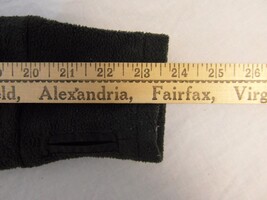 20 21 22 23 24 25 26
ld, Alexandria, Fairfax, Virg